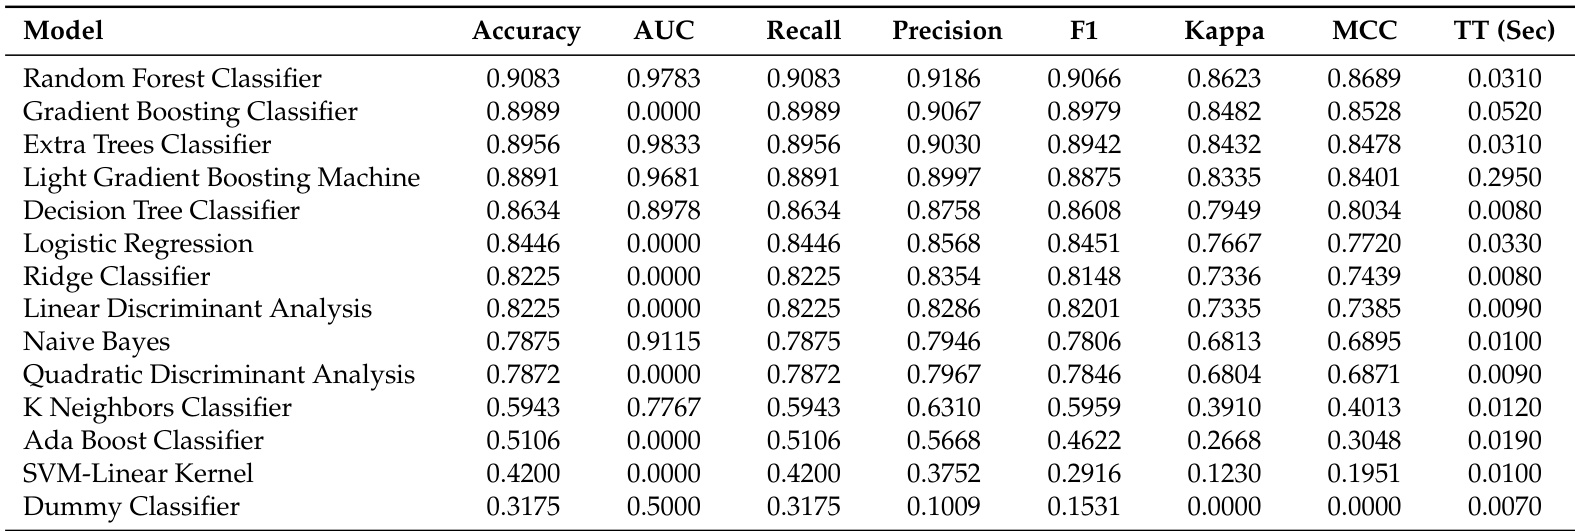 Model Accuracy AUC Recall Precision F1 Kappa MCC TT (Sec)
Random Forest Classifier 0.9083 0.9783 0.9083 0.9186 0.9066 0.8623 0.8689 0.0310
Gradient Boosting Classifier 0.8989 0.0000 0.8989 0.9067 0.8979 0.8482 0.8528 0.0520
Extra Trees Classifier 0.8956 0.9833 0.8956 0.9030 0.8942 0.8432 0.8478 0.0310
Light Gradient Boosting Machine 0.8891 0.9681 0.8891 0.8997 0.8875 0.8335 0.8401 0.2950
Decision Tree Classifier 0.8634 0.8978 0.8634 0.8758 0.8608 0.7949 0.8034 0.0080
Logistic Regression 0.8446 0.0000 0.8446 0.8568 0.8451 0.7667 0.7720 0.0330
Ridge Classifier 0.8225 0.0000 0.8225 0.8354 0.8148 0.7336 0.7439 0.0080
Linear Discriminant Analysis 0.8225 0.0000 0.8225 0.8286 0.8201 0.7335 0.7385 0.0090
Naive Bayes 0.7875 0.9115 0.7875 0.7946 0.7806 0.6813 0.6895 0.0100
Quadratic Discriminant Analysis 0.7872 0.0000 0.7872 0.7967 0.7846 0.6804 0.6871 0.0090
K Neighbors Classifier 0.5943 0.7767 0.5943 0.6310 0.5959 0.3910 0.4013 0.0120
Ada Boost Classifier 0.5106 0.0000 0.5106 0.5668 0.4622 0.2668 0.3048 0.0190
SVM-Linear Kernel 0.4200 0.0000 0.4200 0.3752 0.2916 0.1230 0.1951 0.0100
Dummy Classifier 0.3175 0.5000 0.3175 0.1009 0.1531 0.0000 0.0000 0.0070